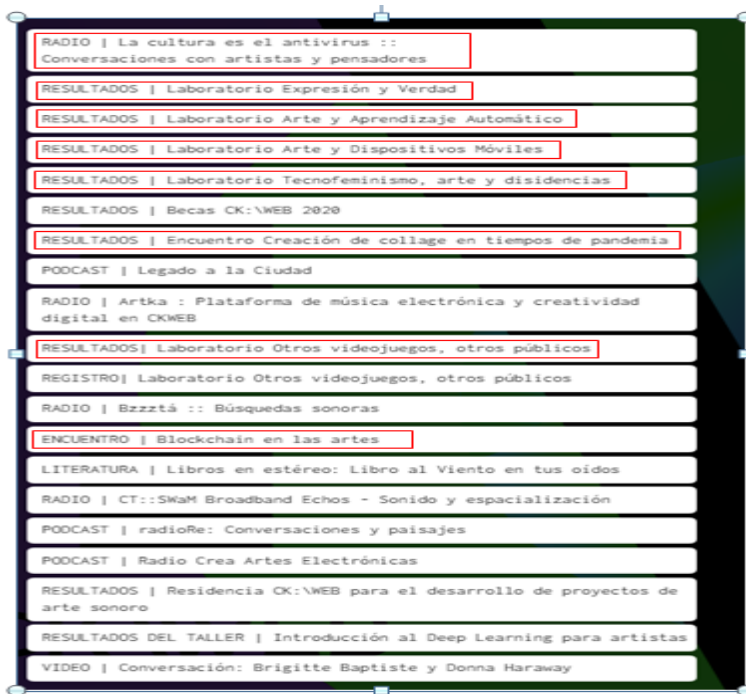 RADIO | La cultura es el antivirus ::
Conversaciones con artistas y pensadores
RESULTADOS | Laboratorio Expresión y Verdad
RESULTADOS | Laboratorio Arte y Aprendizaje Automático
RESULTADOS | Laboratorio Arte y Dispositivos Móviles
RESULTADOS | Laboratorio Tecnofeminismo, arte y disidencias
RESULTADOS | Becas CK:\WEB 2020
RESULTADOS | Encuentro Creación de collage en tiempos de pandemia
PODCAST | Legado a la Ciudad
RADIO | Artka : Plataforma de música electrónica y creatividad
digital en CKWEB
RESULTADOS| Laboratorio Otros videojuegos, otros públicos
REGISTRO| Laboratorio Otros videojuegos, otros públicos
RADIO | Bzzztá :: Búsquedas sonoras
ENCUENTRO | Blockchain en las artes
LITERATURA | Libros en estéreo: Libro al Viento en tus oídos
RADIO | CT::SWaM Broadband Echos - Sonido y espacialización
PODCAST | radioRe: Conversaciones y paisajes
PODCAST | Radio Crea Artes Electrónicas
RESULTADOS | Residencia CK:\WEB para el desarrollo de proyectos de
arte sonoro
RESULTADOS DEL TALLER | Introducción al Deep Learning para artistas
VIDEO | Conversación: Brigitte Baptiste y Donna Haraway